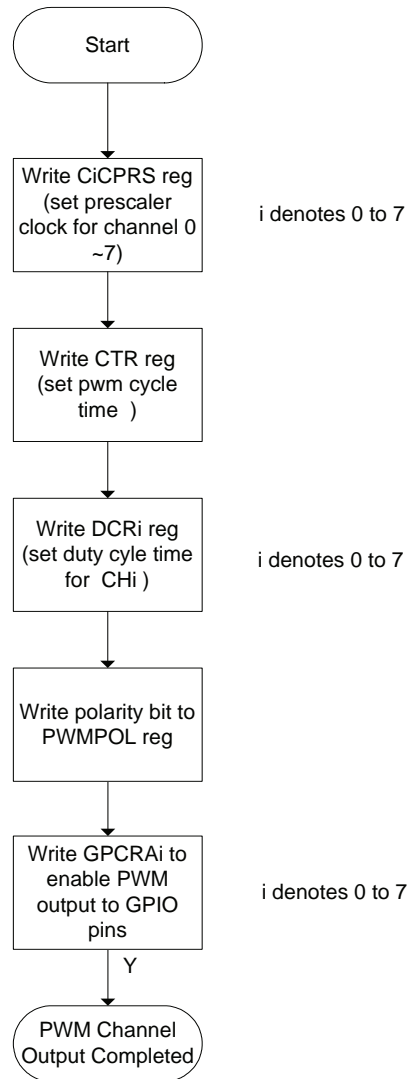 Start
Write CiCPRS reg
(set prescaler
clock for channel 0
~7)
i denotes 0 to 7
Write CTR reg
(set pwm cycle
time )
Write DCRi reg
(set duty cyle time
for CHi )
i denotes 0 to 7
Write polarity bit to
PWMPOL reg
Write GPCRAi to
enable PWM
output to GPIO
pins
i denotes 0 to 7
Y
PWM Channel
Output Completed